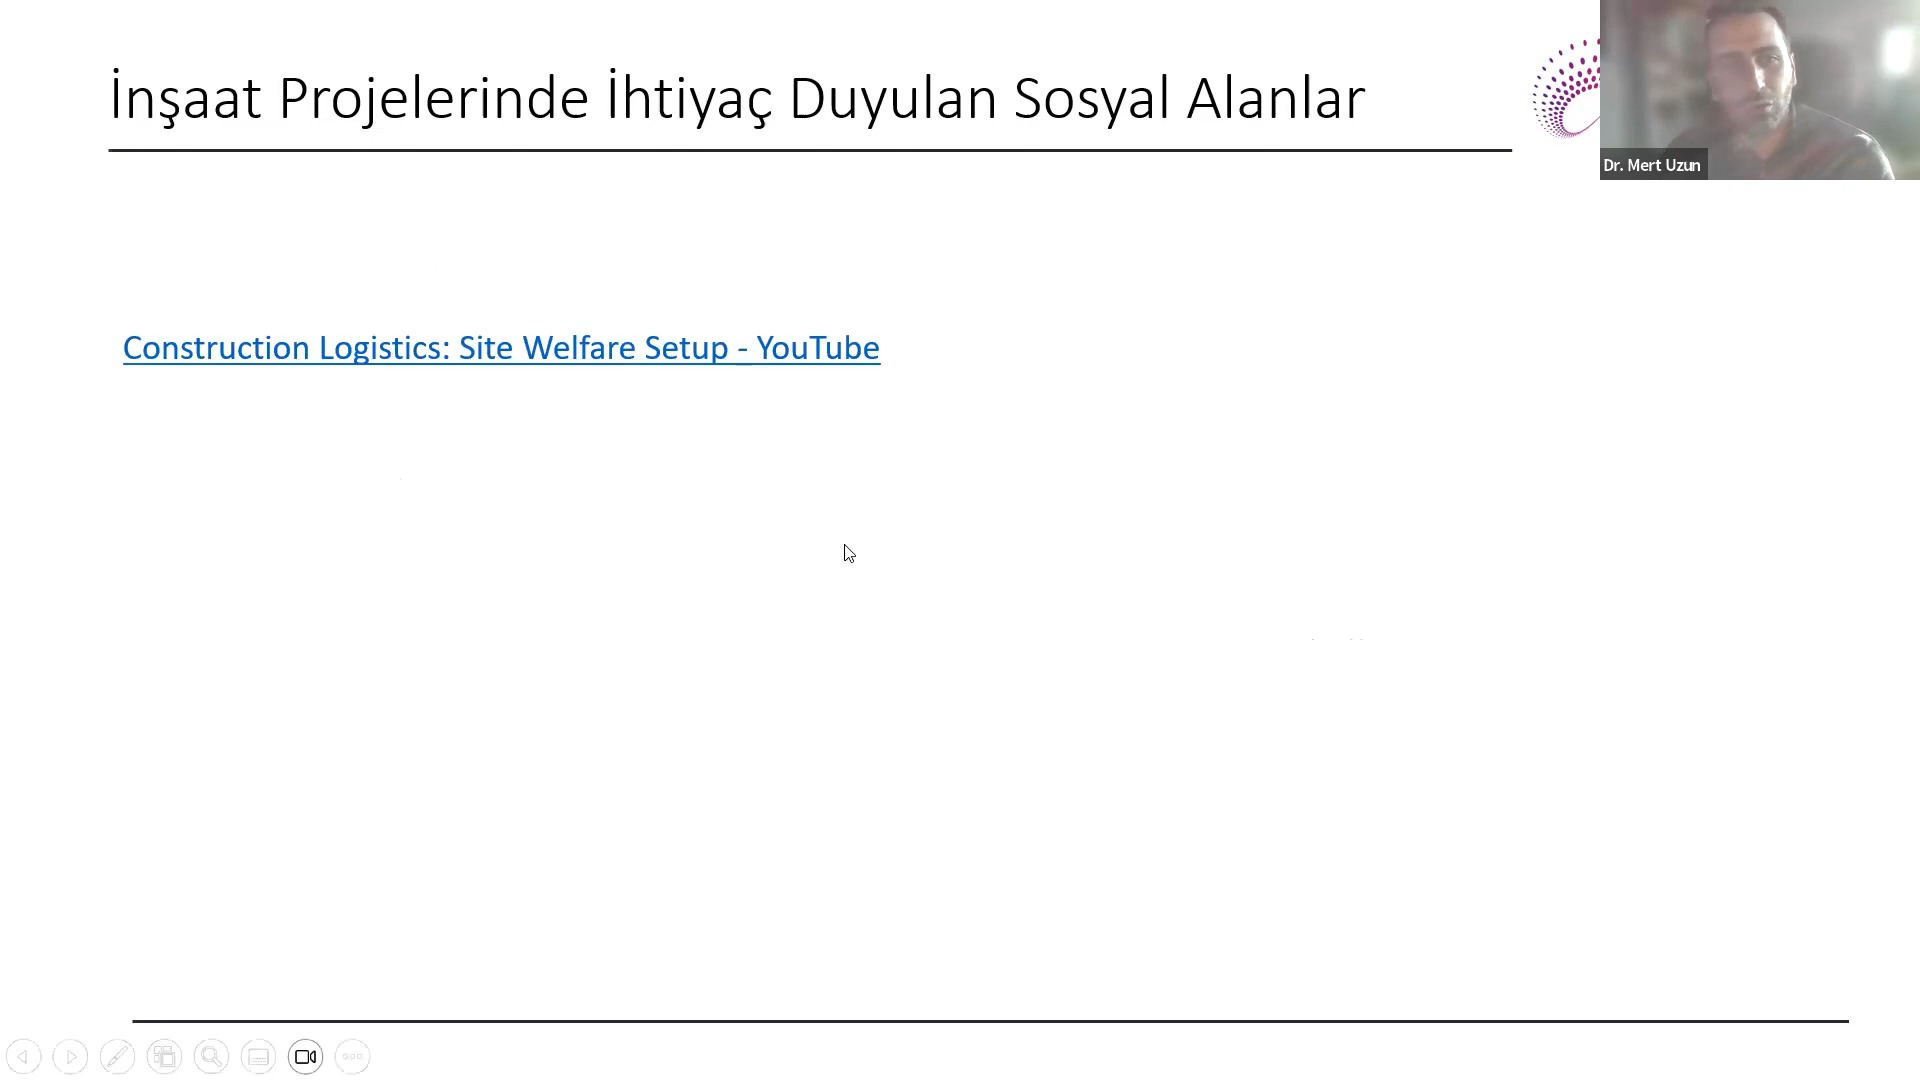 İnşaat Projelerinde İhtiyaç Duyulan Sosyal Alanlar
Dr. Mert Uzun
Construction Logistics: Site Welfare Setup - YouTube